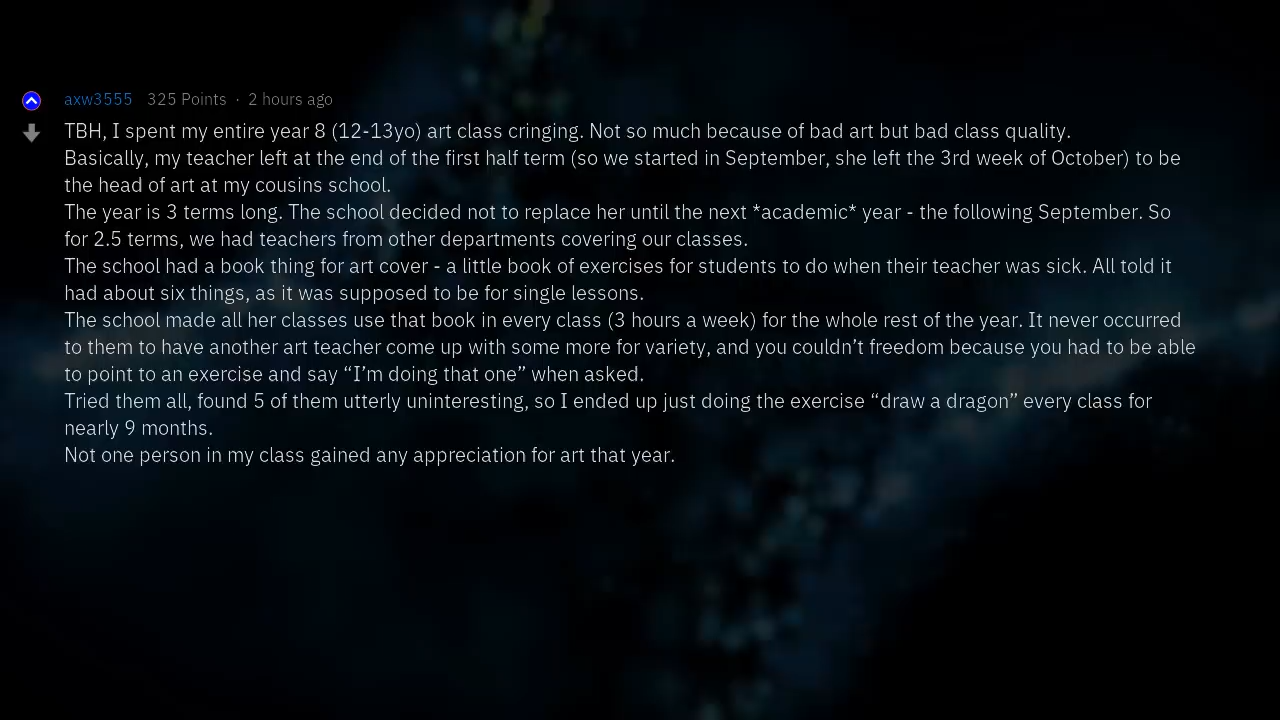 axw3555 325 Points · 2 hours ago
TBH, I spent my entire year 8 (12-13yo) art class cringing. Not so much because of bad art but bad class quality.
Basically, my teacher left at the end of the first half term (so we started in September, she left the 3rd week of October) to be
the head of art at my cousins school.
The year is 3 terms long. The school decided not to replace her until the next *academic* year - the following September. So
for 2.5 terms, we had teachers from other departments covering our classes.
The school had a book thing for art cover - a little book of exercises for students to do when their teacher was sick. All told it
had about six things, as it was supposed to be for single lessons.
The school made all her classes use that book in every class (3 hours a week) for the whole rest of the year. It never occurred
to them to have another art teacher come up with some more for variety, and you couldn’t freedom because you had to be able
to point to an exercise and say “I’m doing that one” when asked.
Tried them all, found 5 of them utterly uninteresting, so I ended up just doing the exercise “draw a dragon” every class for
nearly 9 months.
Not one person in my class gained any appreciation for art that year.